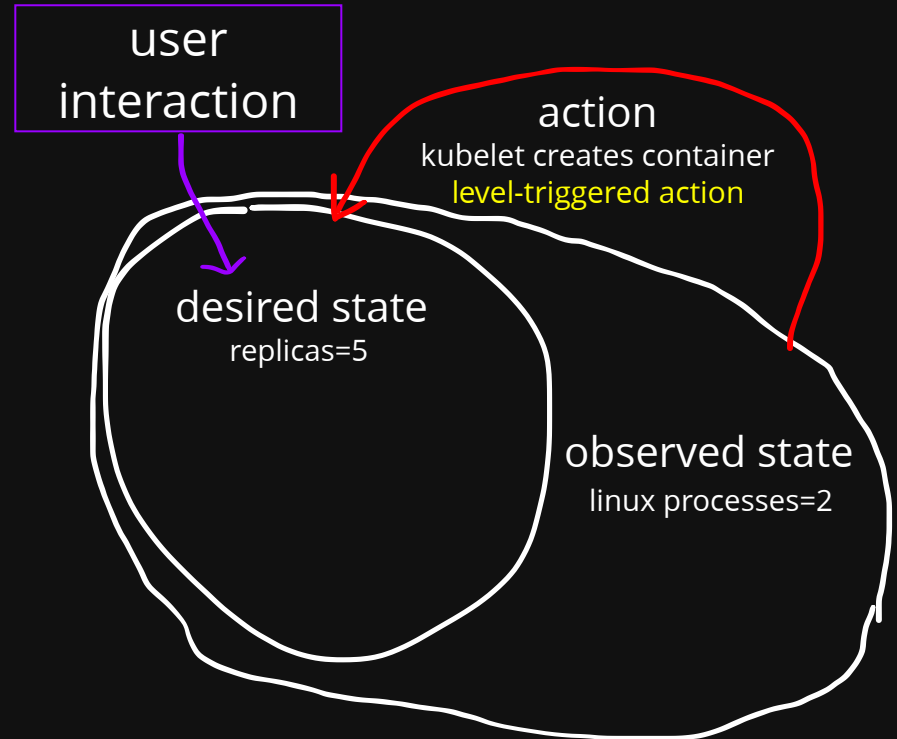 user
interaction
action
kubelet creates container
level-triggered action
desired state
replicas=5
observed state
linux processes=2